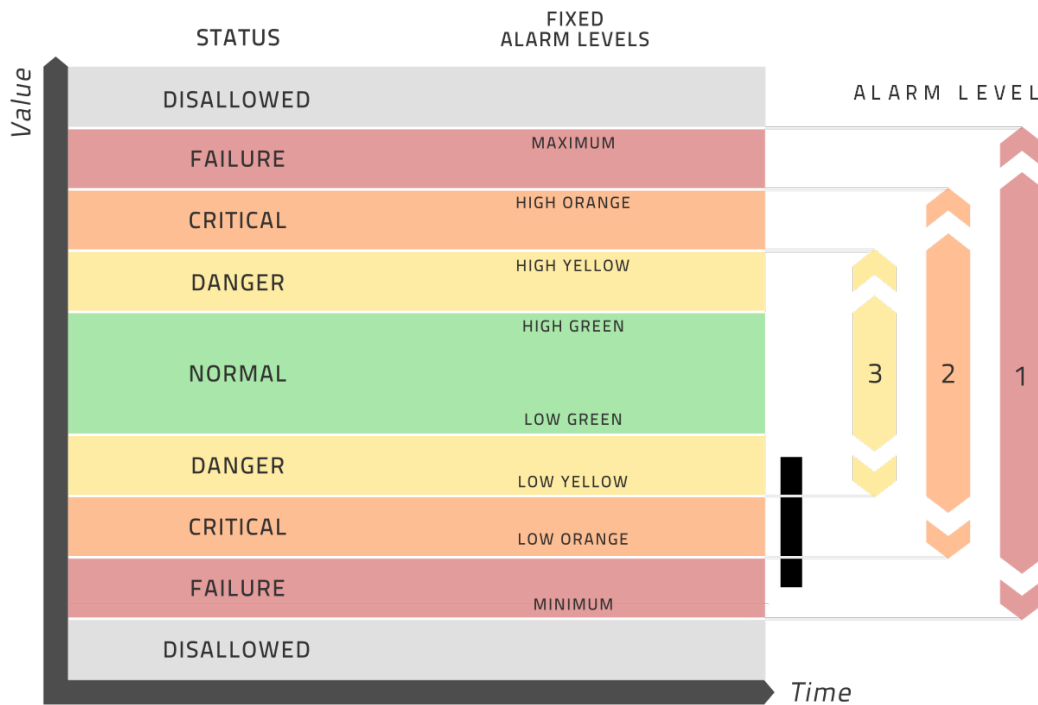 STATUS
FIXED
ALARM LEVELS
Value
ALARM LEVEL
DISALLOWED
MAXIMUM
FAILURE
HIGH ORANGE
CRITICAL
HIGH YELLOW
DANGER
HIGH GREEN
NORMAL
3
2
1
LOW GREEN
DANGER
LOW YELLOW
CRITICAL
LOW ORANGE
FAILURE
MINIMUM
DISALLOWED
Time